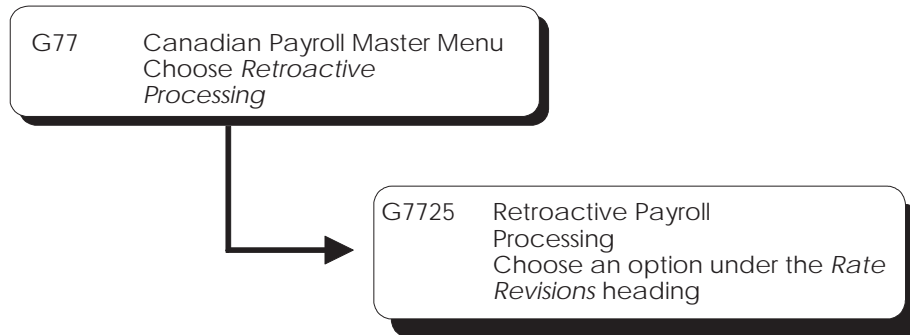 G77 Canadian Payroll Master Menu
Choose Retroactive
Processing
G7725 Retroactive Payroll
Processing
Choose an option under the Rate
Revisions heading